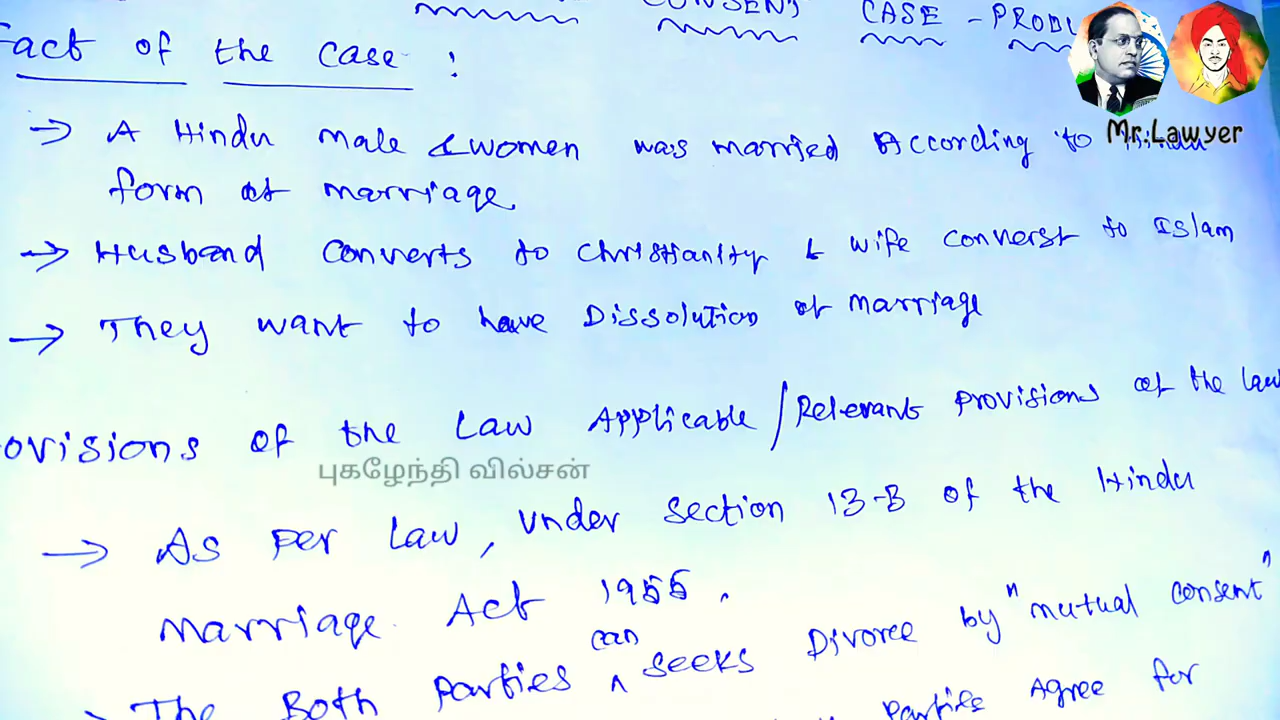 CONSENT CASE -
Fact of the case :
Mr.Lawyer
→ A Hindu male & women was married According to
form of marriage.
→ Husband converts to christianity & wife converst to Islam
→ They want to have Dissolution of marriage
ovisions of the Law Applicable / Relevant provisions of the law
புகழேந்தி வில்சன்
→ As per law, under section 13-B of the Hindu
marriage. Act 1955.
The Both parties can seeks Divorce by "mutual consent"
parties Agree for